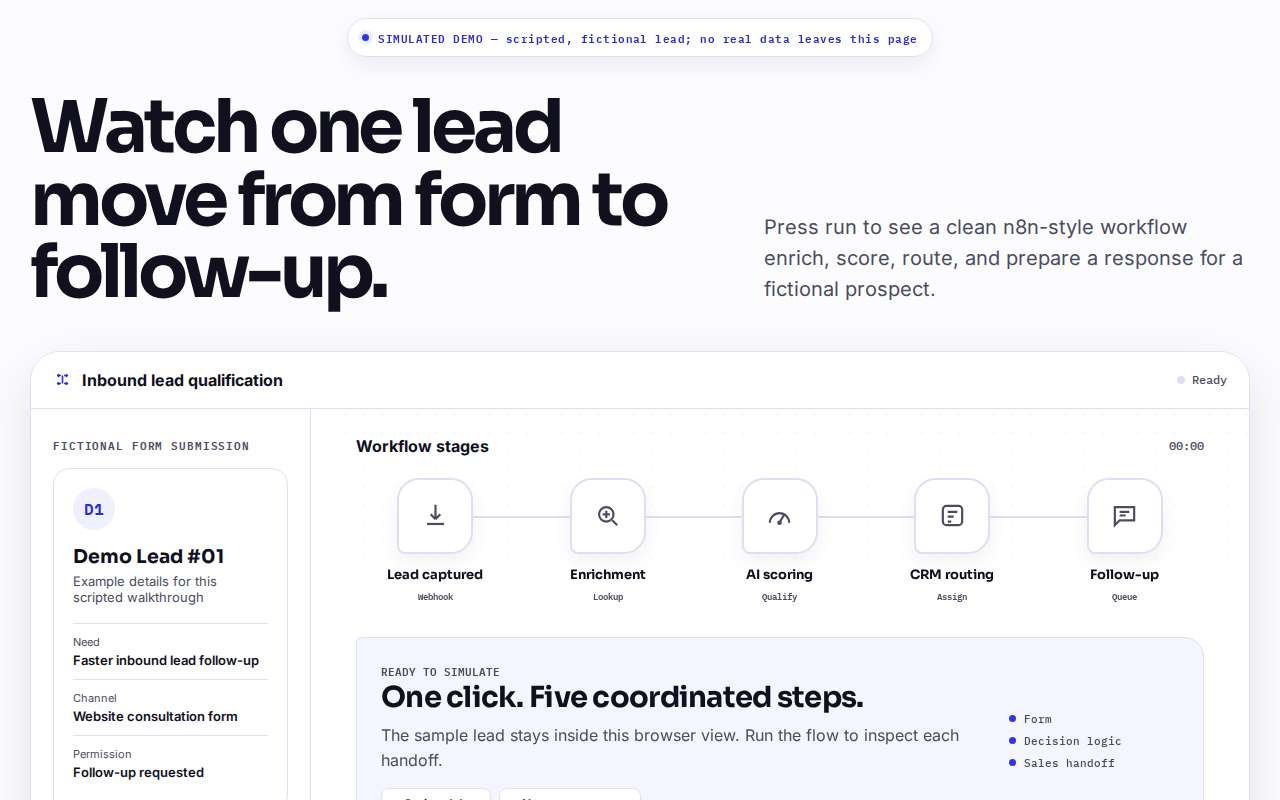 SIMULATED DEMO — scripted, fictional lead; no real data leaves this page
Watch one lead
move from form to
follow-up.
Press run to see a clean n8n-style workflow
enrich, score, route, and prepare a response for a
fictional prospect.
Inbound lead qualification
Ready
FICTIONAL FORM SUBMISSION
D1
Demo Lead #01
Example details for this
scripted walkthrough
Need
Faster inbound lead follow-up
Channel
Website consultation form
Permission
Follow-up requested
Workflow stages
00:00
Lead captured
Webhook
Enrichment
Lookup
AI scoring
Qualify
CRM routing
Assign
Follow-up
Queue
READY TO SIMULATE
One click. Five coordinated steps.
The sample lead stays inside this browser view. Run the flow to inspect each
handoff.
Form
Decision logic
Sales handoff